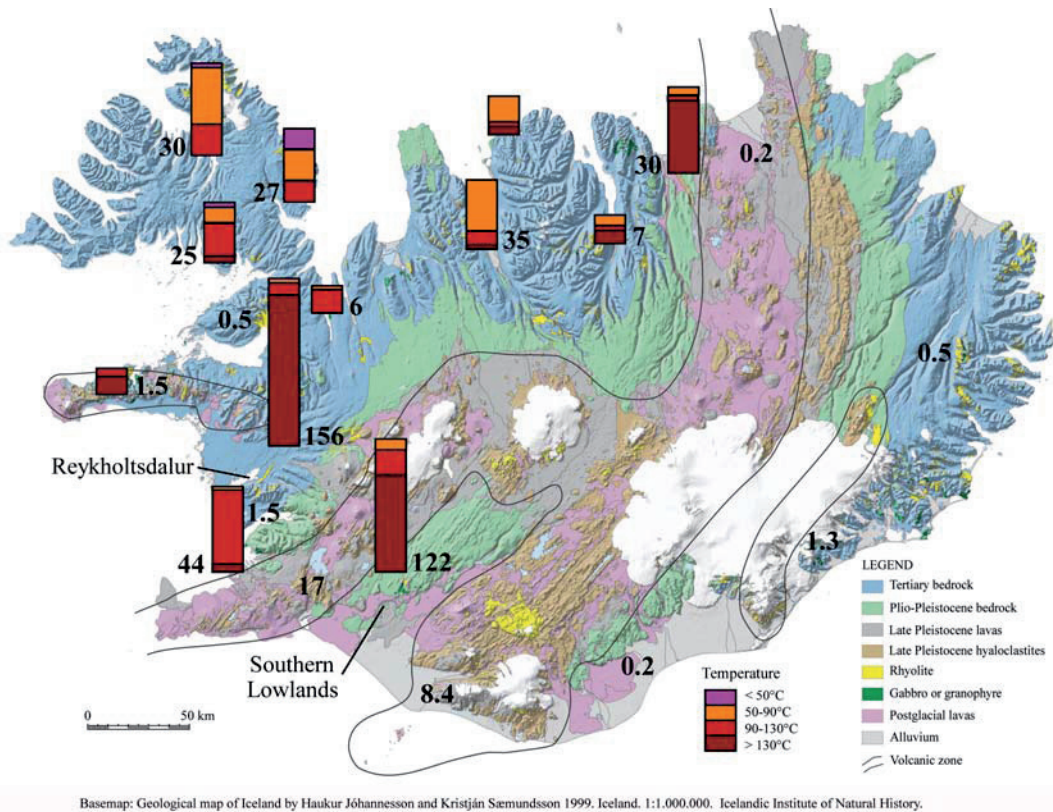 30
27
25
0.5
6
35
7
30
0.2
1.5
156
0.5
Reykholtsdalur
1.5
44
17
122
1.3
Southern
Lowlands
8.4
0.2
0 50 km
Temperature
< 50°C
50-90°C
90-130°C
> 130°C
LEGEND
Tertiary bedrock
Plio-Pleistocene bedrock
Late Pleistocene lavas
Late Pleistocene hyaloclastites
Rhyolite
Gabbro or granophyre
Postglacial lavas
Alluvium
Volcanic zone
Basemap: Geological map of Iceland by Haukur Jóhannesson and Kristján Sæmundsson 1999. Iceland. 1:1.000.000. Icelandic Institute of Natural History.